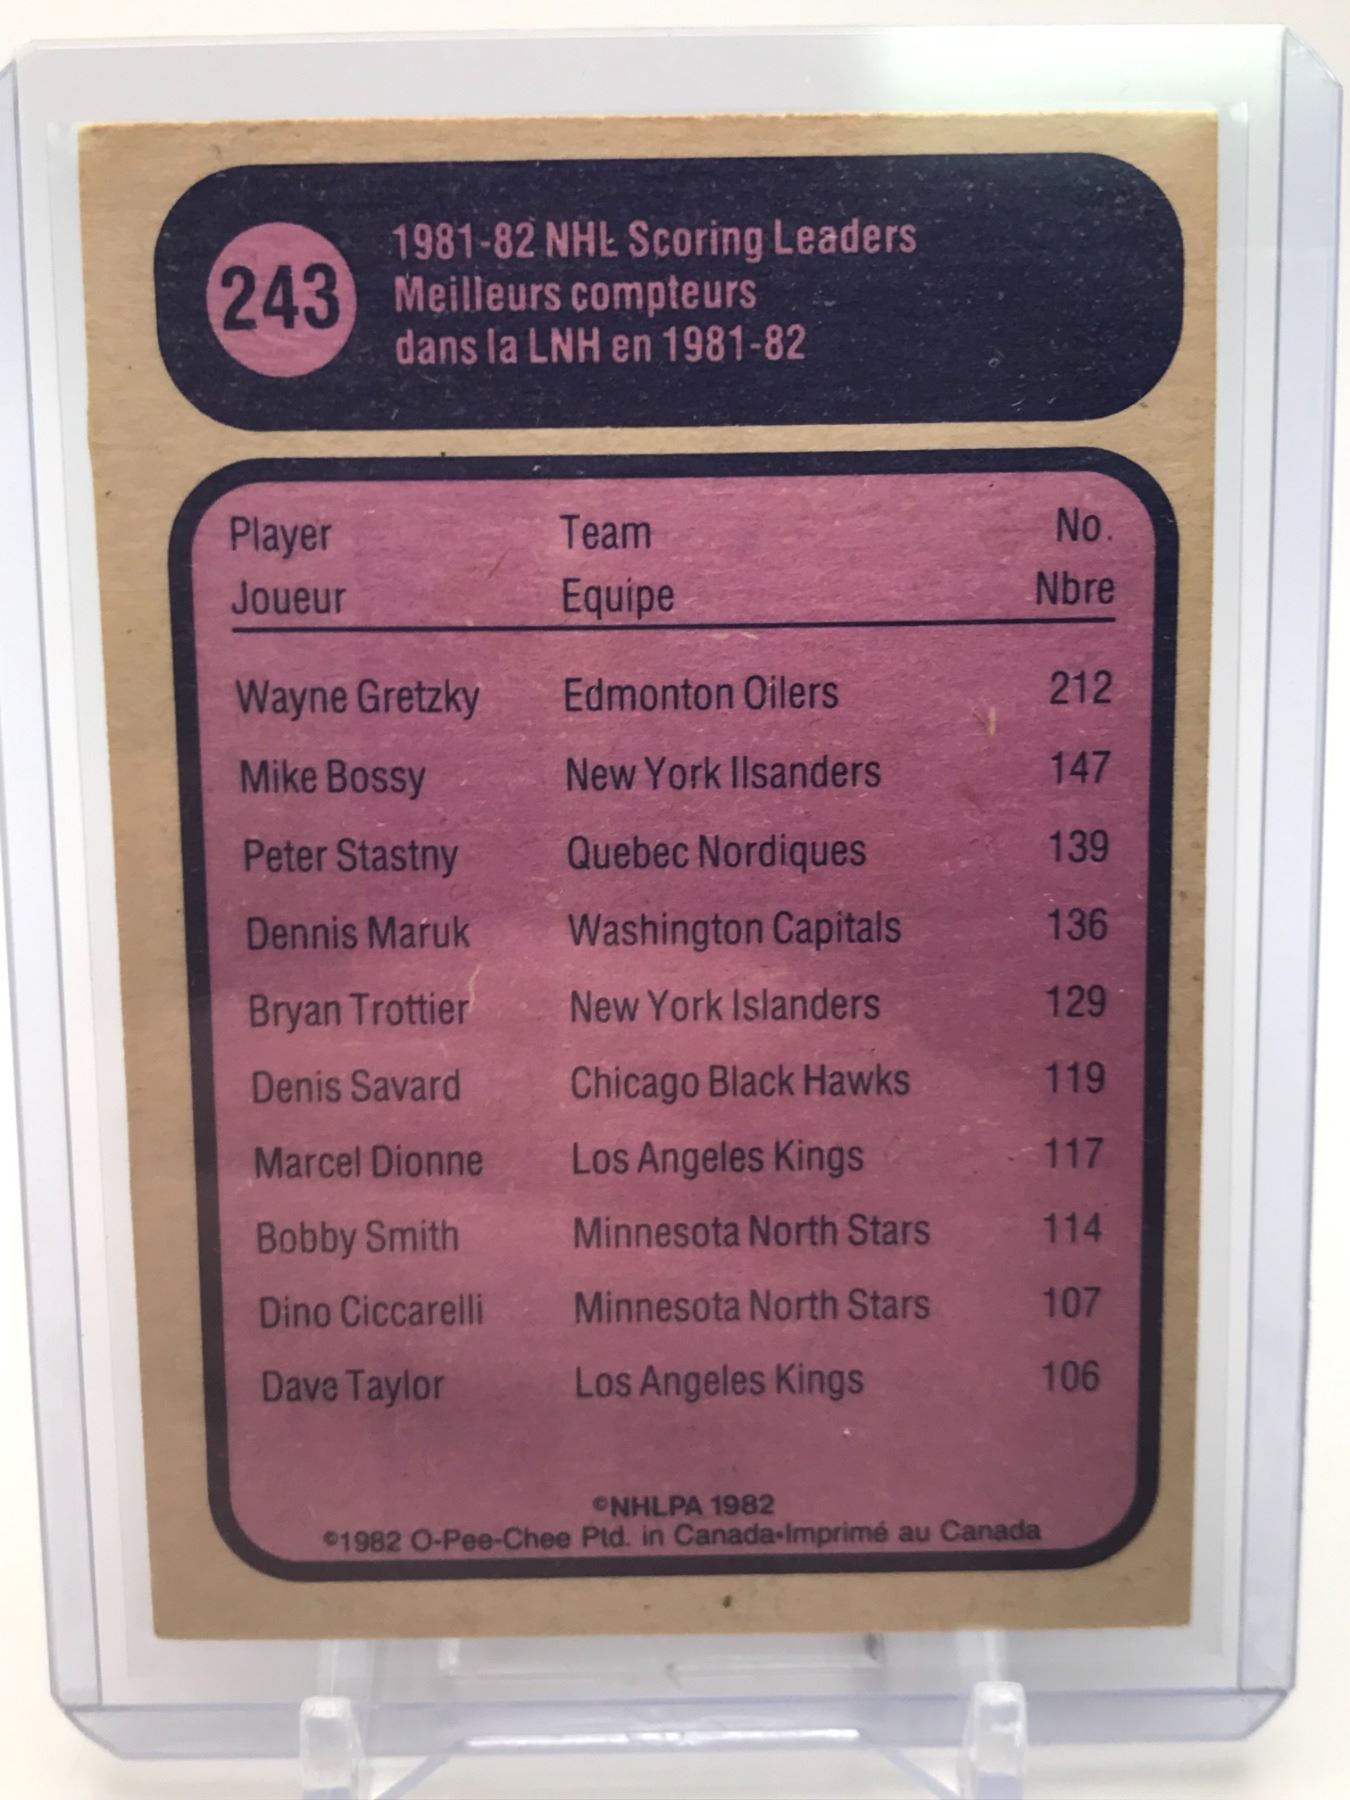 243
1981-82 NHL Scoring Leaders
Meilleurs compteurs
dans la LNH en 1981-82
Player Team No.
Joueur Equipe Nbre
Wayne Gretzky Edmonton Oilers 212
Mike Bossy New York Ilsanders 147
Peter Stastny Quebec Nordiques 139
Dennis Maruk Washington Capitals 136
Bryan Trottier New York Islanders 129
Denis Savard Chicago Black Hawks 119
Marcel Dionne Los Angeles Kings 117
Bobby Smith Minnesota North Stars 114
Dino Ciccarelli Minnesota North Stars 107
Dave Taylor Los Angeles Kings 106
©NHLPA 1982
©1982 O-Pee-Chee Ptd. in Canada•Imprimé au Canada